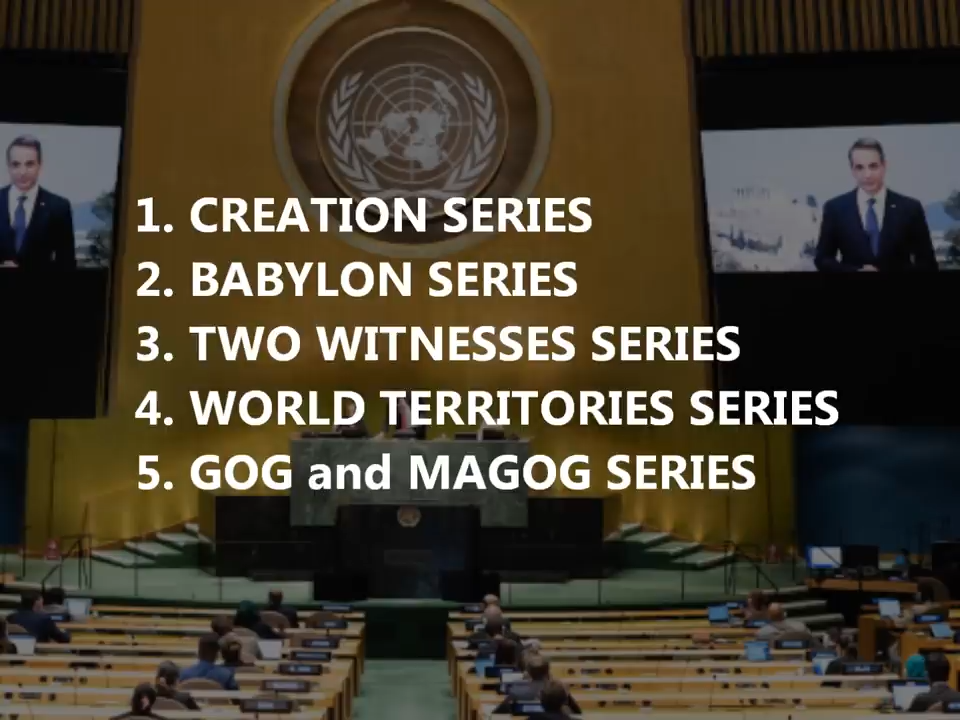 1. CREATION SERIES
2. BABYLON SERIES
3. TWO WITNESSES SERIES
4. WORLD TERRITORIES SERIES
5. GOG and MAGOG SERIES